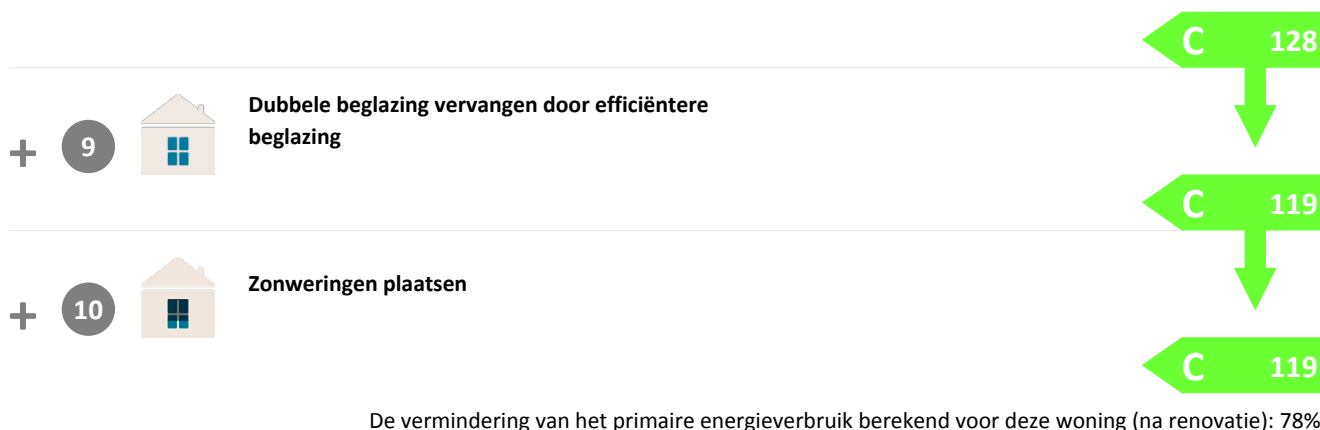 C 128
Dubbele beglazing vervangen door efficiëntere
+ 9
beglazing
C 119
Zonweringen plaatsen
+ 10
C 119
De vermindering van het primaire energieverbruik berekend voor deze woning (na renovatie): 78%